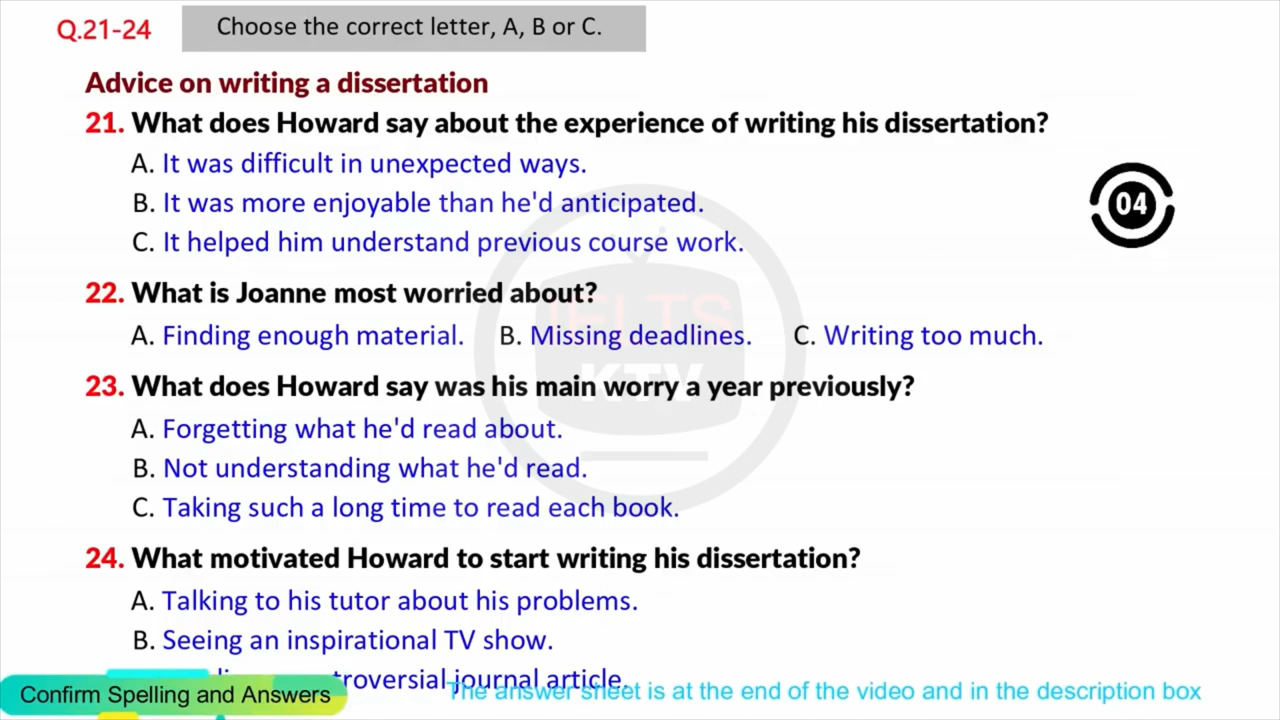 Q.21-24
Choose the correct letter, A, B or C.
Advice on writing a dissertation
21. What does Howard say about the experience of writing his dissertation?
A. It was difficult in unexpected ways.
B. It was more enjoyable than he'd anticipated.
C. It helped him understand previous course work.
04
22. What is Joanne most worried about?
A. Finding enough material. B. Missing deadlines. C. Writing too much.
23. What does Howard say was his main worry a year previously?
A. Forgetting what he'd read about.
B. Not understanding what he'd read.
C. Taking such a long time to read each book.
IELTS
KTV
24. What motivated Howard to start writing his dissertation?
A. Talking to his tutor about his problems.
B. Seeing an inspirational TV show.
journal article.
Confirm Spelling and Answers
The answer sheet is at the end of the video and in the description box